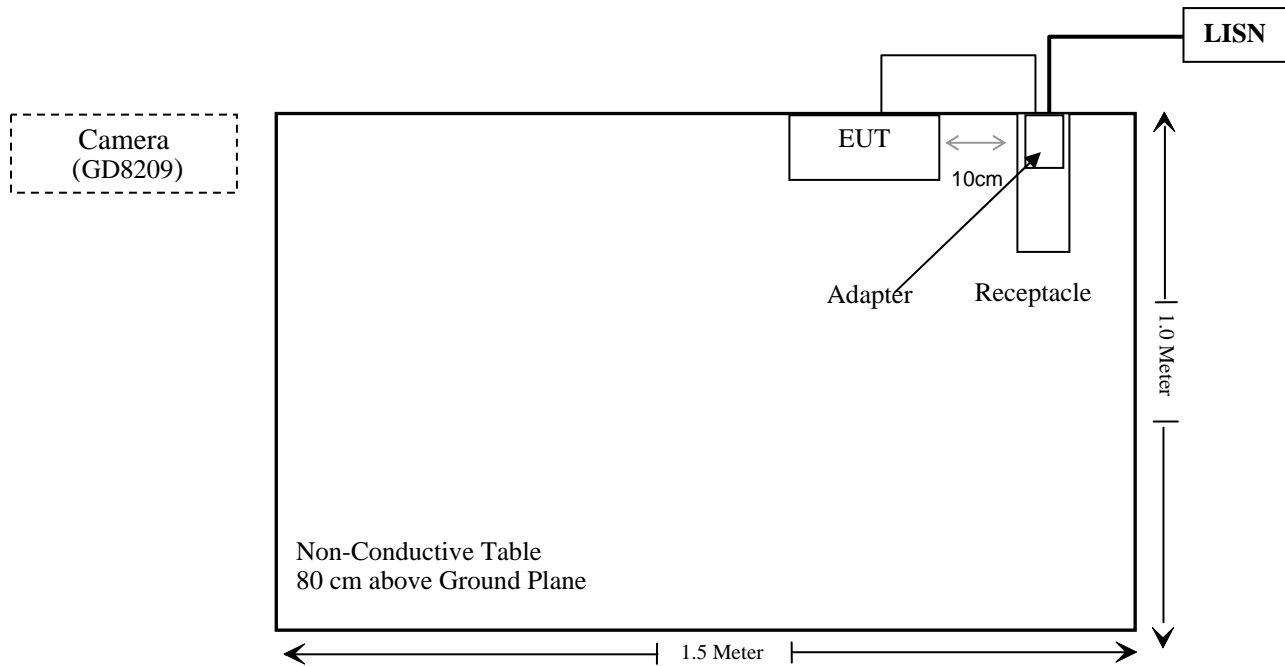 LISN
Camera
(GD8209)
EUT
10cm
Adapter
Receptacle
1.0 Meter
Non-Conductive Table
80 cm above Ground Plane
1.5 Meter